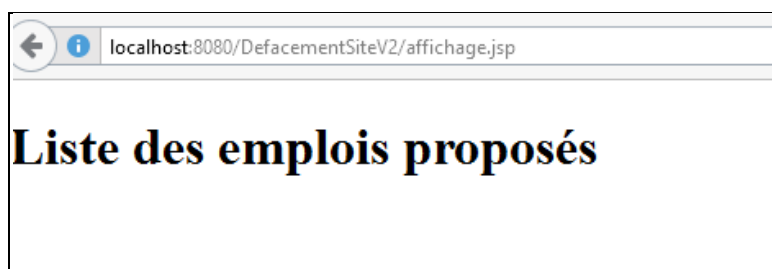 localhost:8080/DefacementSiteV2/affichage.jsp
Liste des emplois proposés